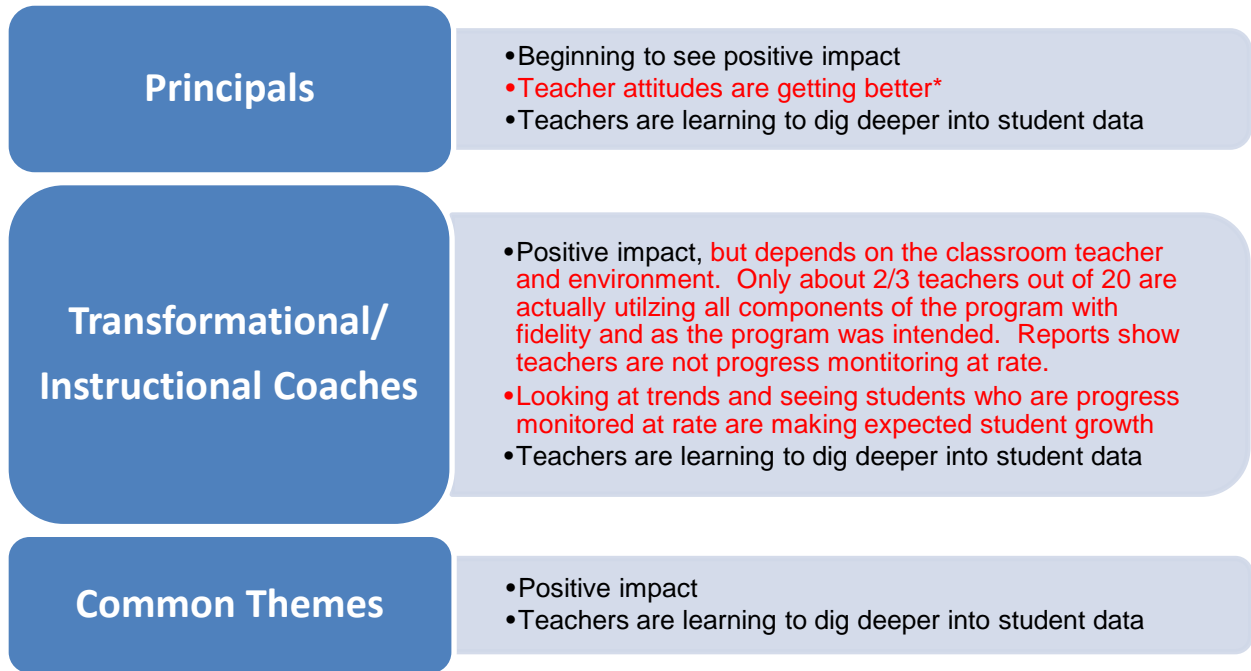 Principals
•Beginning to see positive impact
•Teacher attitudes are getting better*
•Teachers are learning to dig deeper into student data
Transformational/
Instructional Coaches
•Positive impact, but depends on the classroom teacher
and environment.  Only about 2/3 teachers out of 20 are
actually utilzing all components of the program with
fidelity and as the program was intended.  Reports show
teachers are not progress montitoring at rate.
•Looking at trends and seeing students who are progress
monitored at rate are making expected student growth
•Teachers are learning to dig deeper into student data
Common Themes
•Positive impact
•Teachers are learning to dig deeper into student data